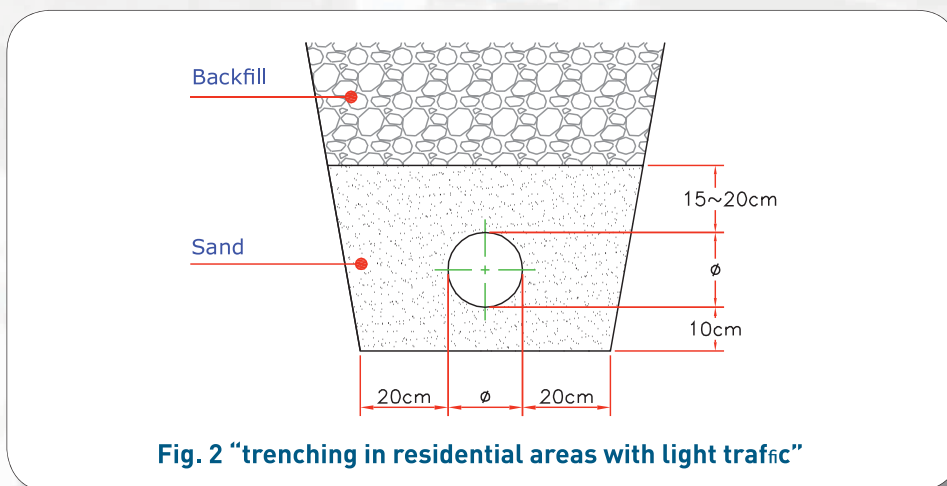 Backfill
15~20cm
Sand
ø
10cm
20cm ø 20cm
Fig. 2 “trenching in residential areas with light traffic”